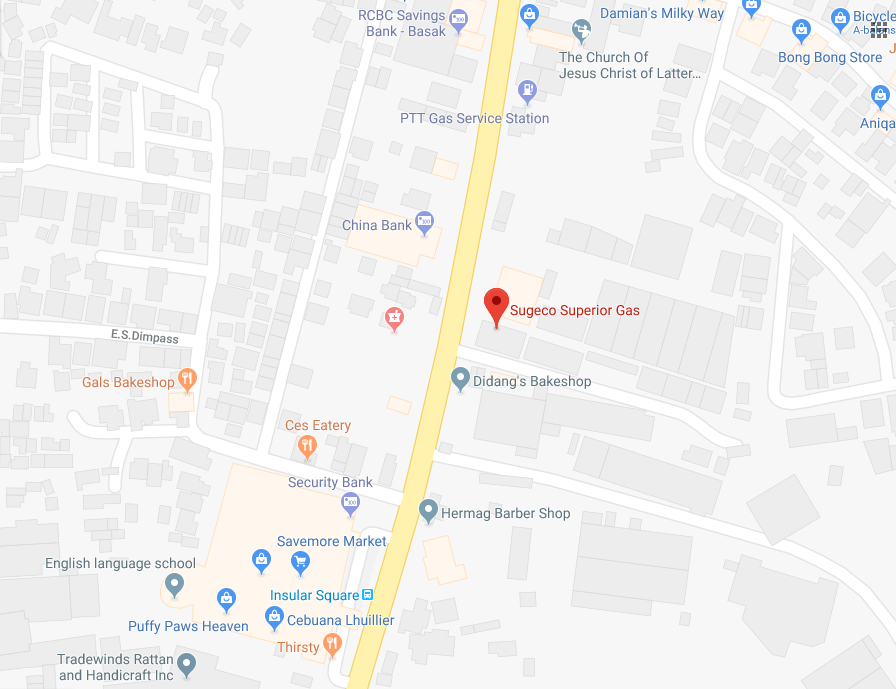 RCBC Savings
Bank - Basak
Damian's Milky Way
Bicycle
A-b
Bong Bong Store
The Church Of
Jesus Christ of Latter...
PTT Gas Service Station
Aniqa
China Bank
Sugeco Superior Gas
E.S.Dimpass
Gals Bakeshop
Didang's Bakeshop
Ces Eatery
Security Bank
Hermag Barber Shop
Savemore Market
English language school
Insular Square
Puffy Paws Heaven
Cebuana Lhuillier
Thirsty
Tradewinds Rattan
and Handicraft Inc